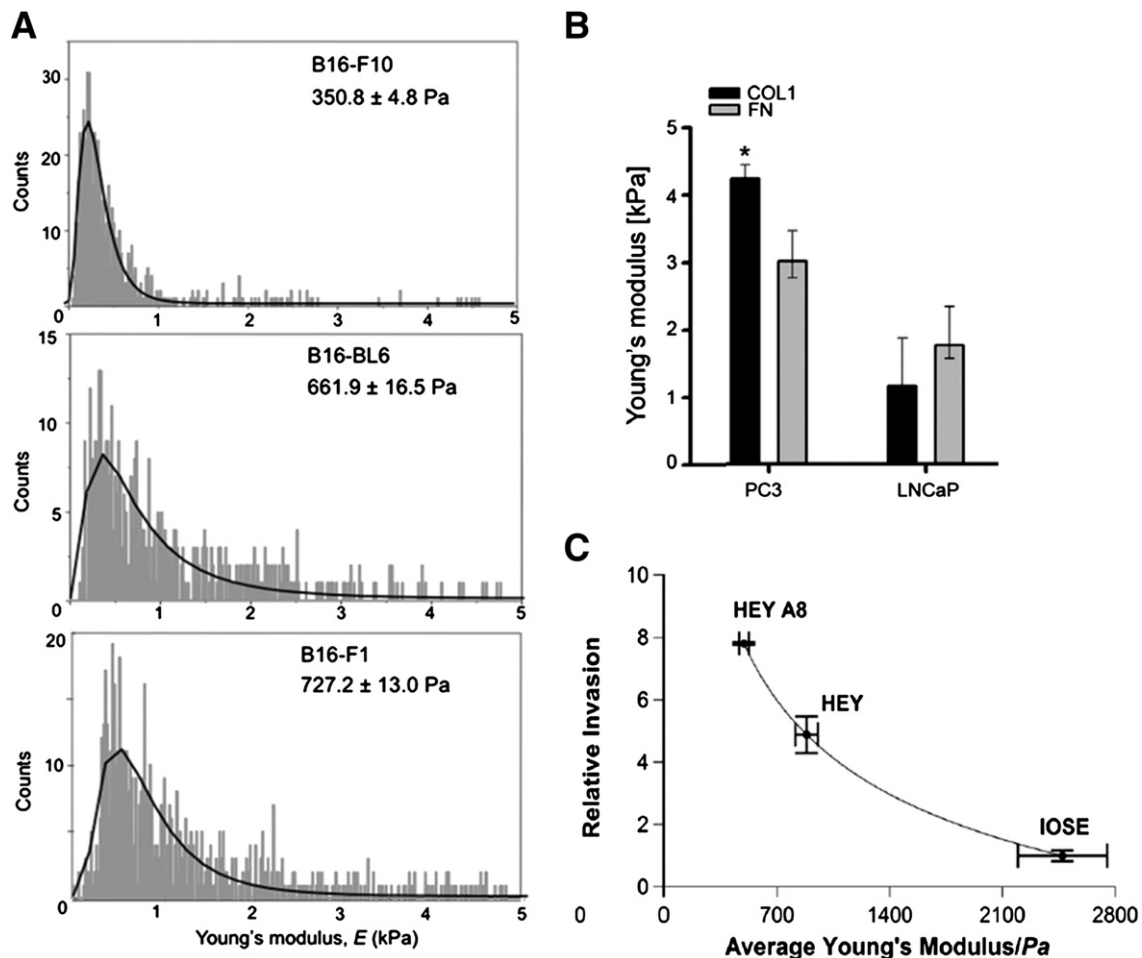 A
B16-F10
350.8 ± 4.8 Pa
Counts
30
20
10
0
1
2
3
4
5
B16-BL6
661.9 ± 16.5 Pa
Counts
15
10
5
0
1
2
3
4
5
B16-F1
727.2 ± 13.0 Pa
Counts
20
10
0
0
1
2
3
4
5
Young's modulus, E (kPa)
B
COL1
FN
Young's modulus [kPa]
5
4
3
2
1
0
*
PC3
LNCaP
C
Relative Invasion
10
8
6
4
2
0
HEY A8
HEY
IOSE
0
0
700
1400
2100
2800
Average Young's Modulus/Pa